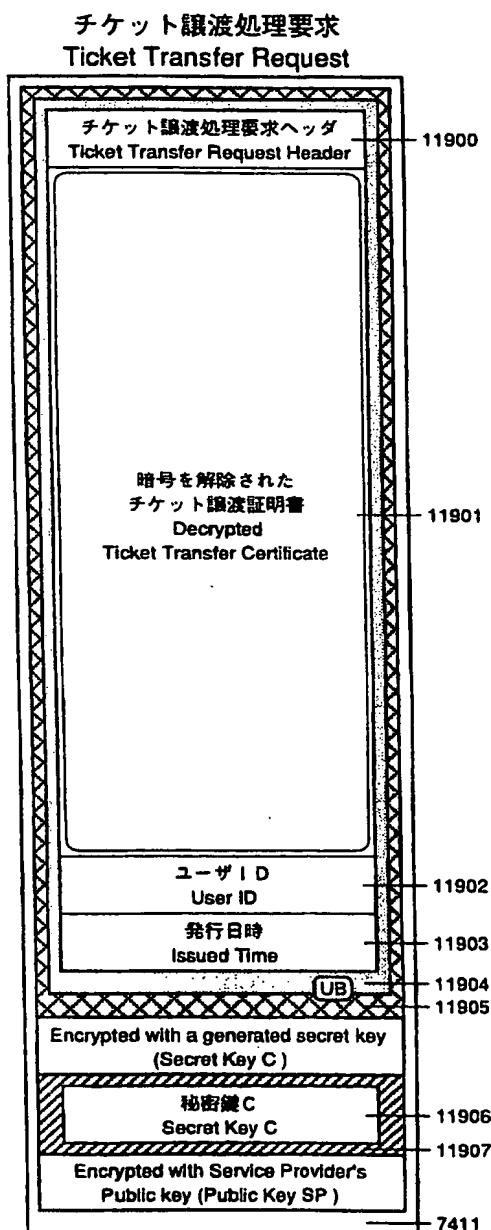 チケット譲渡処理要求
Ticket Transfer Request
チケット譲渡処理要求ヘッダ
Ticket Transfer Request Header
11900
暗号を解除された
チケット譲渡証明書
Decrypted
Ticket Transfer Certificate
11901
ユーザID
User ID
11902
発行日時
Issued Time
11903
11904
UB
11905
Encrypted with a generated secret key
(Secret Key C )
秘密鍵C
Secret Key C
11906
11907
Encrypted with Service Provider's
Public key (Public Key SP )
7411